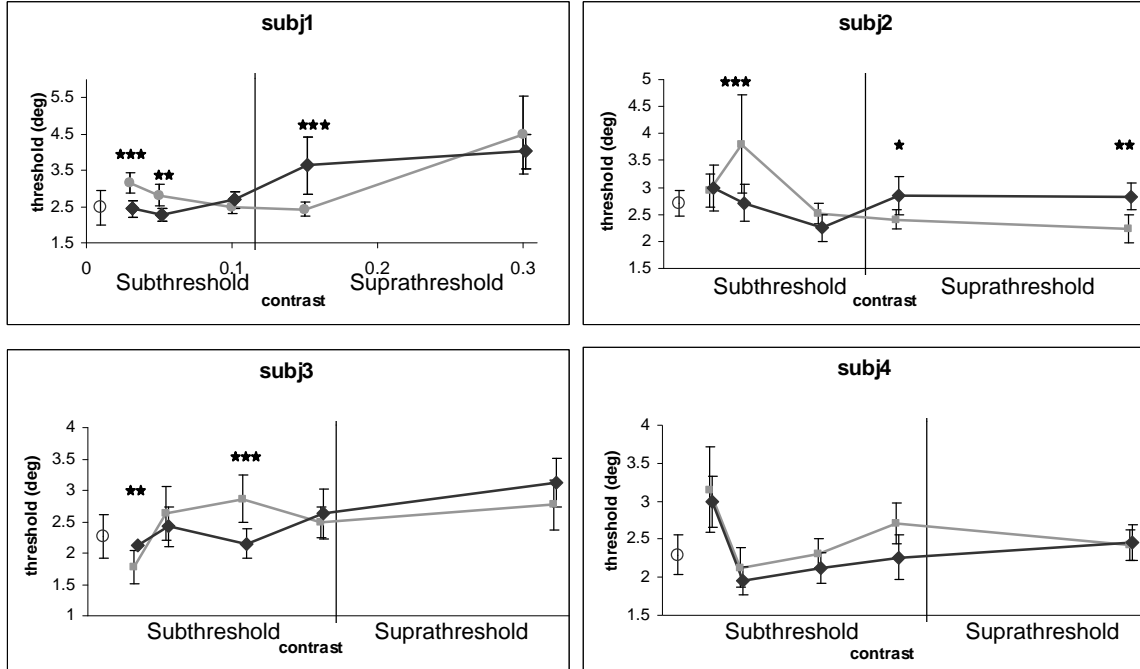 subj1
threshold (deg)
5.5
4.5
3.5
2.5
1.5
***
**
***
0 0.1 0.2 0.3
Subthreshold Suprathreshold
contrast
subj2
threshold (deg)
5
4.5
4
3.5
3
2.5
2
1.5
***
*
**
Subthreshold Suprathreshold
contrast
subj3
threshold (deg)
4
3.5
3
2.5
2
1.5
1
**
***
Subthreshold Suprathreshold
contrast
subj4
threshold (deg)
4
3.5
3
2.5
2
1.5
Subthreshold Suprathreshold
contrast